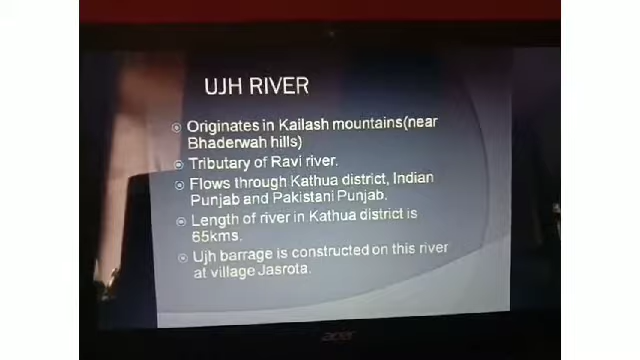 UJH RIVER
Originates in Kailash mountains(near
Bhaderwah hills)
Tributary of Ravi river.
Flows through Kathua district, Indian
Punjab and Pakistani Punjab.
Length of river in Kathua district is
65kms.
Ujh barrage is constructed on this river
at village Jasrota.
acer